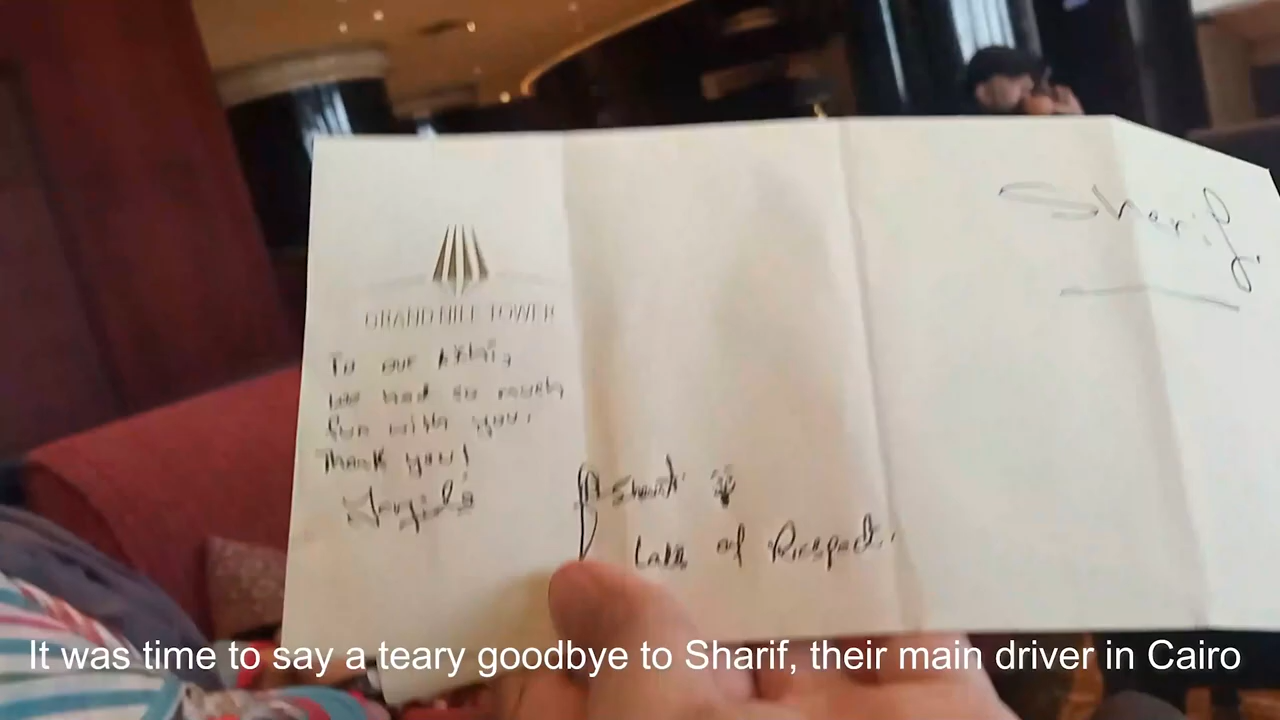 Sharif.
GRAND NILE TOWER
To our
we had so much
fun with you.
Thank you!
Sharif
Lots of Respect.
It was time to say a teary goodbye to Sharif, their main driver in Cairo